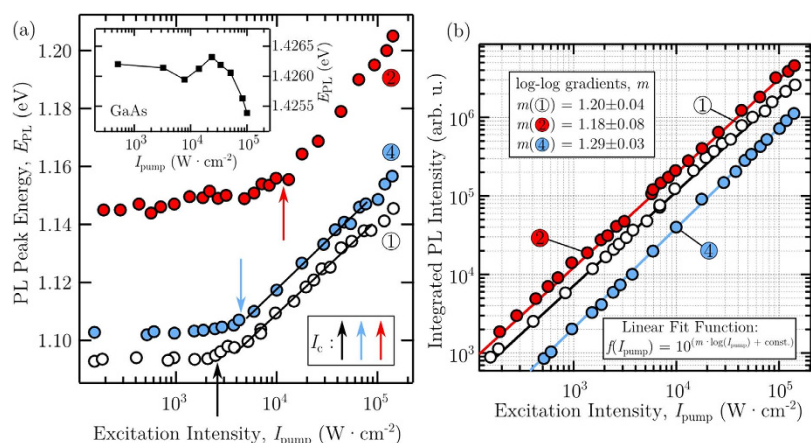 (a)
1.20
1.18
1.16
1.14
1.12
1.10
PL Peak Energy, E_PL (eV)
1.4265
1.4260
1.4255
E_PL (eV)
GaAs
10^3 10^4 10^5
I_pump (W · cm^-2)
2
4
1
I_c :
10^3 10^4 10^5
Excitation Intensity, I_pump (W · cm^-2)
(b)
Integrated PL Intensity (arb. u.)
10^6
10^5
10^4
10^3
log-log gradients, m
m(①) = 1.20±0.04
m(②) = 1.18±0.08
m(④) = 1.29±0.03
1
2
4
Linear Fit Function:
f(I_pump) = 10^(m·log(I_pump) + const.)
10^3 10^4 10^5
Excitation Intensity, I_pump (W · cm^-2)